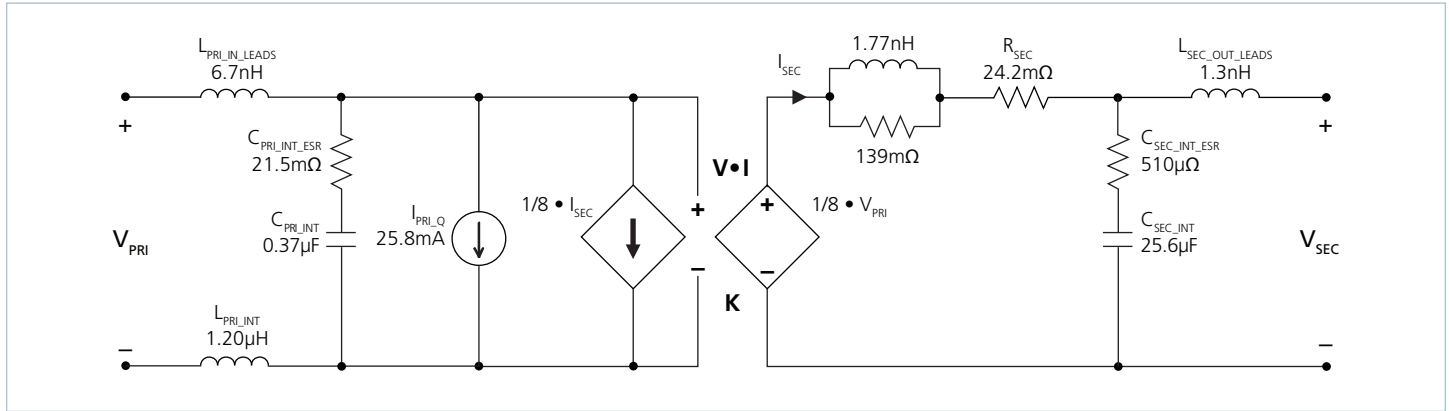 L_PRI_IN_LEADS
6.7nH
+
C_PRI_INT_ESR
21.5mΩ
C_PRI_INT
0.37µF
V_PRI
I_PRI_Q
25.8mA
1/8 • I_SEC
L_PRI_INT
1.20µH
–
+
–
V•I
K
+
–
1/8 • V_PRI
I_SEC
1.77nH
139mΩ
R_SEC
24.2mΩ
L_SEC_OUT_LEADS
1.3nH
C_SEC_INT_ESR
510µΩ
C_SEC_INT
25.6µF
+
V_SEC
–